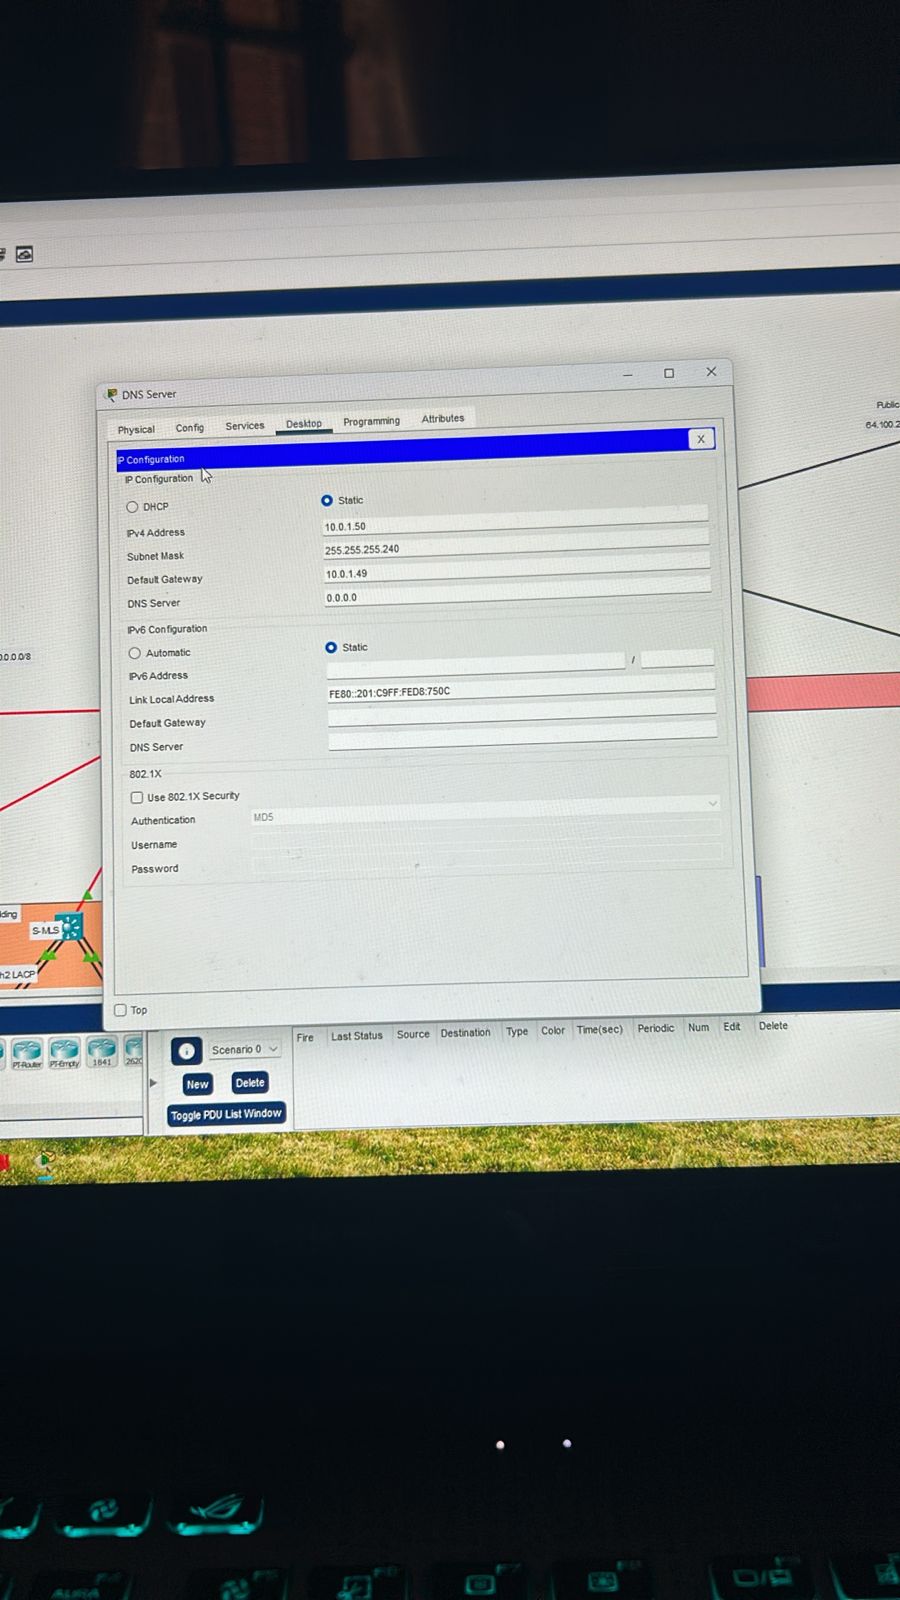 Public
64.100.2
DNS Server
Physical Config Services Desktop Programming Attributes
IP Configuration
X
IP Configuration
DHCP
Static
IPv4 Address 10.0.1.50
Subnet Mask 255.255.255.240
Default Gateway 10.0.1.49
DNS Server 0.0.0.0
IPv6 Configuration
Automatic
Static
IPv6 Address /
Link Local Address FE80::201:C9FF:FED8:750C
Default Gateway
DNS Server
802.1X
Use 802.1X Security
Authentication MD5
Username
Password
Top
0.0.0.0/8
lding
S-MLS
h2 LACP
PT-Router PT-Empty 1841 2620
Scenario 0
New Delete
Toggle PDU List Window
Fire Last Status Source Destination Type Color Time(sec) Periodic Num Edit Delete
AURA